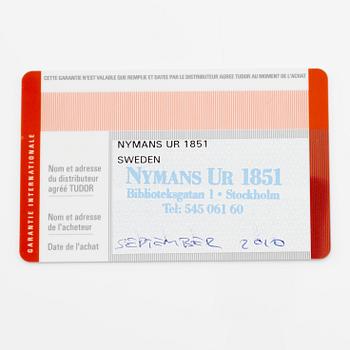 CETTE GARANTIE N'EST VALABLE QUE REMPLIE ET DATEE PAR LE DISTRIBUTEUR AGREE TUDOR AU MOMENT DE L'ACHAT
GARANTIE INTERNATIONALE
NYMANS UR 1851
SWEDEN
Nom et adresse
du distributeur
agréé TUDOR
NYMANS UR 1851
Biblioteksgatan 1 • Stockholm
Tel: 545 061 60
Nom et adresse
de l'acheteur
Date de l'achat
SEPTEMBER 2010